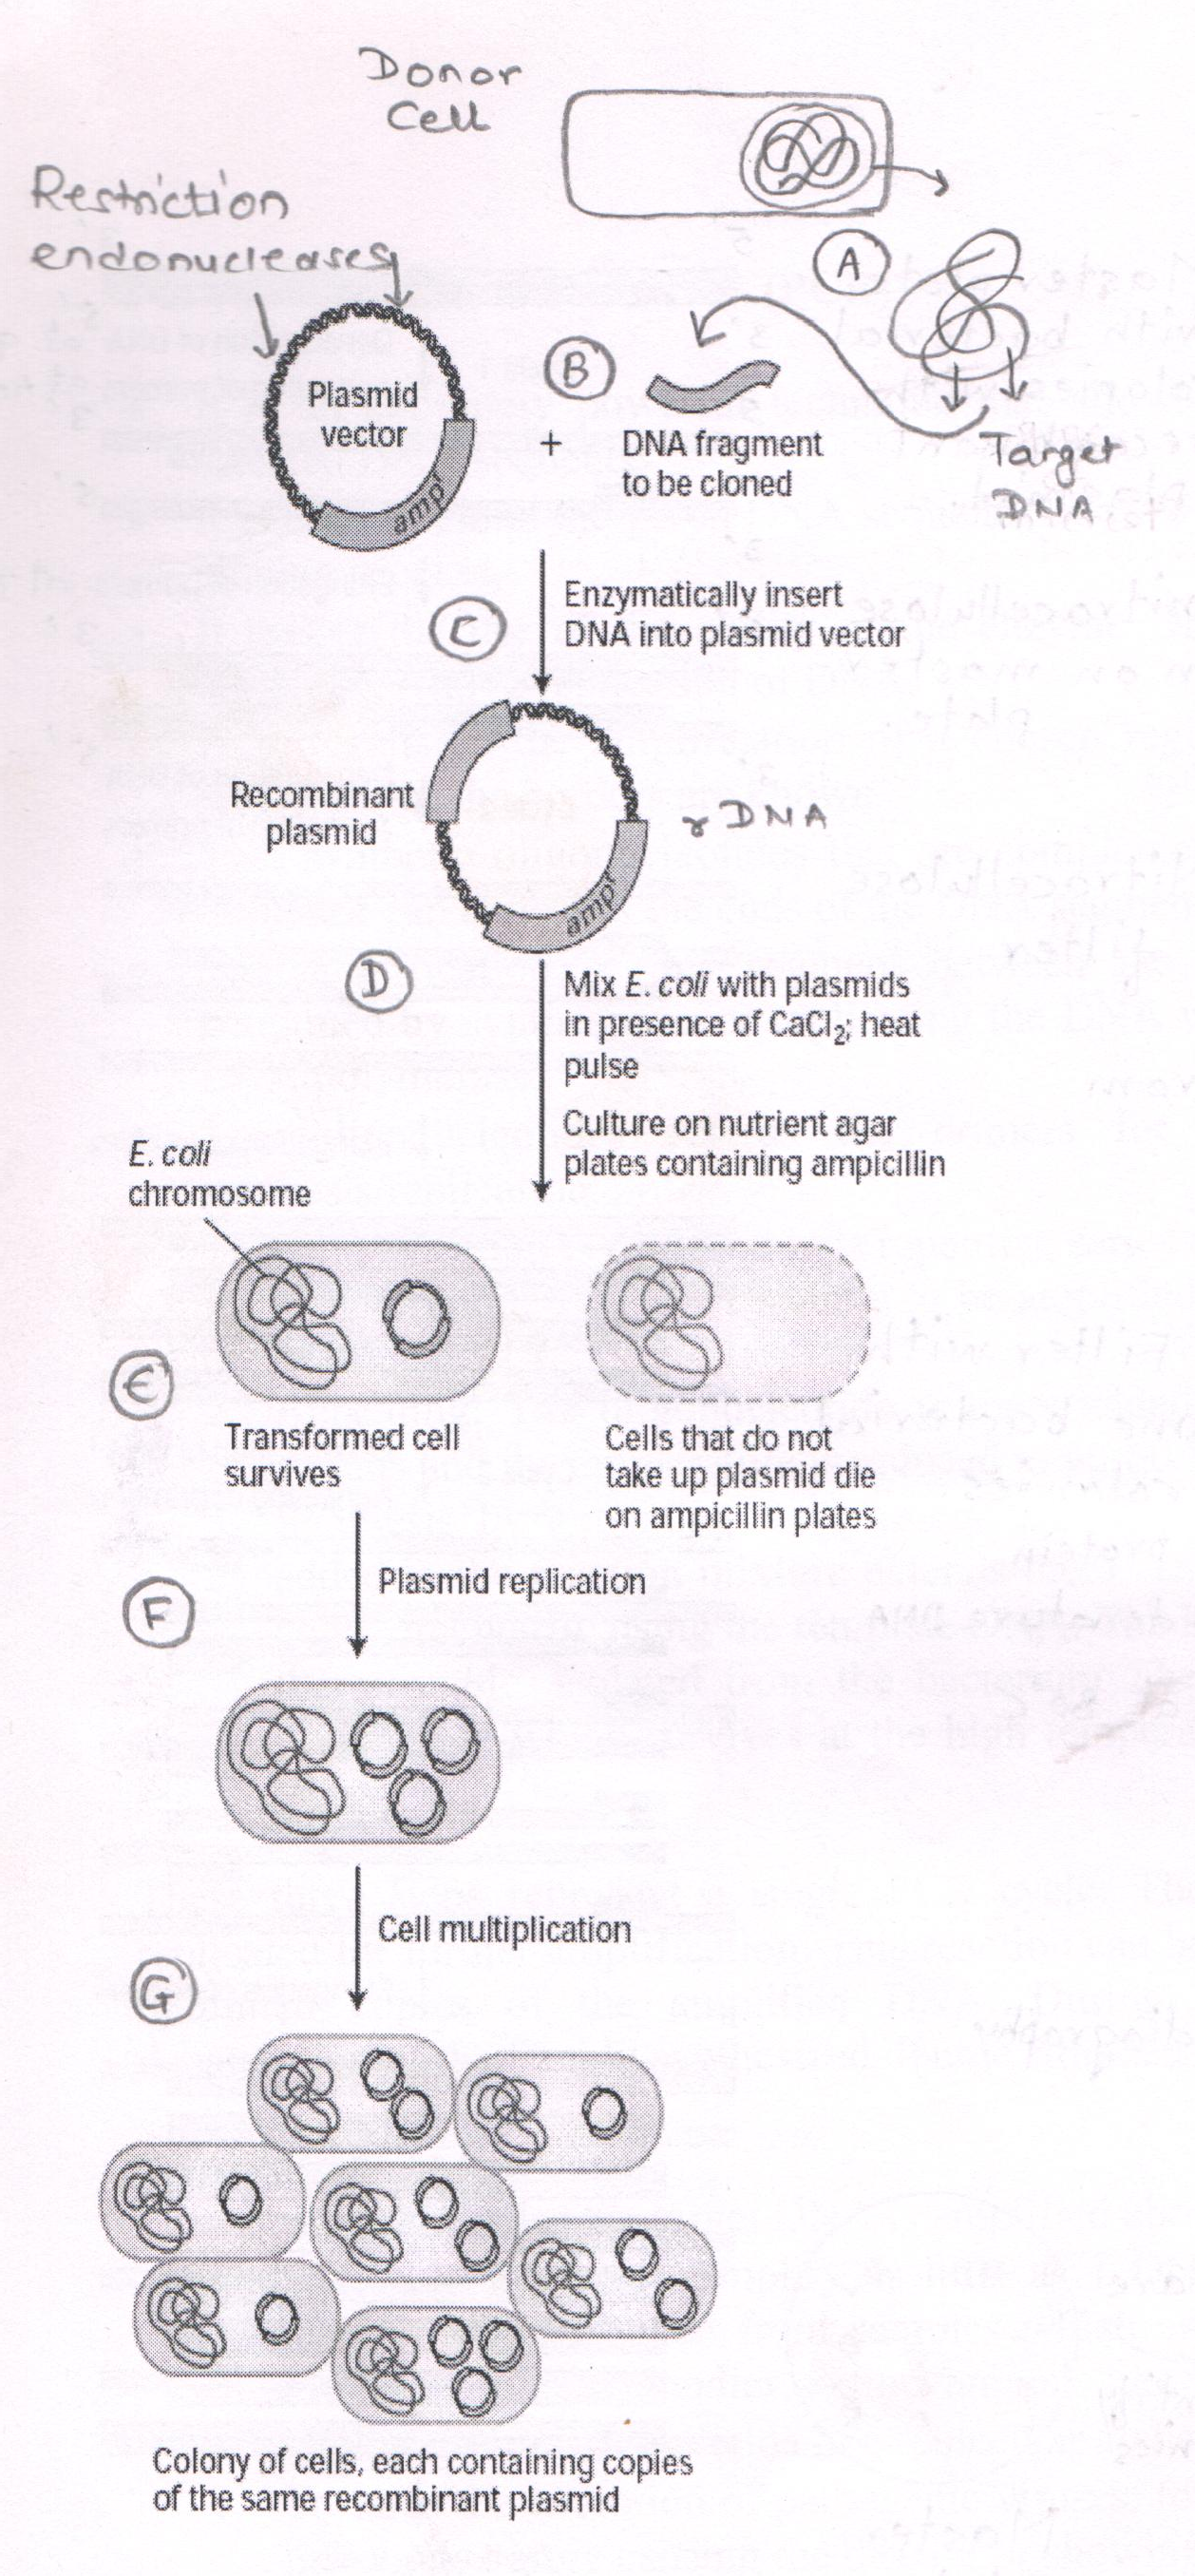 Donor
Cell
Restriction
endonucleases
A
B
Plasmid
vector
amp^r
+
DNA fragment
to be cloned
Target
DNA
C
Enzymatically insert
DNA into plasmid vector
Recombinant
plasmid
rDNA
amp^r
D
Mix E. coli with plasmids
in presence of CaCl₂; heat
pulse
Culture on nutrient agar
plates containing ampicillin
E. coli
chromosome
E
Transformed cell
survives
Cells that do not
take up plasmid die
on ampicillin plates
Plasmid replication
F
Cell multiplication
G
Colony of cells, each containing copies
of the same recombinant plasmid